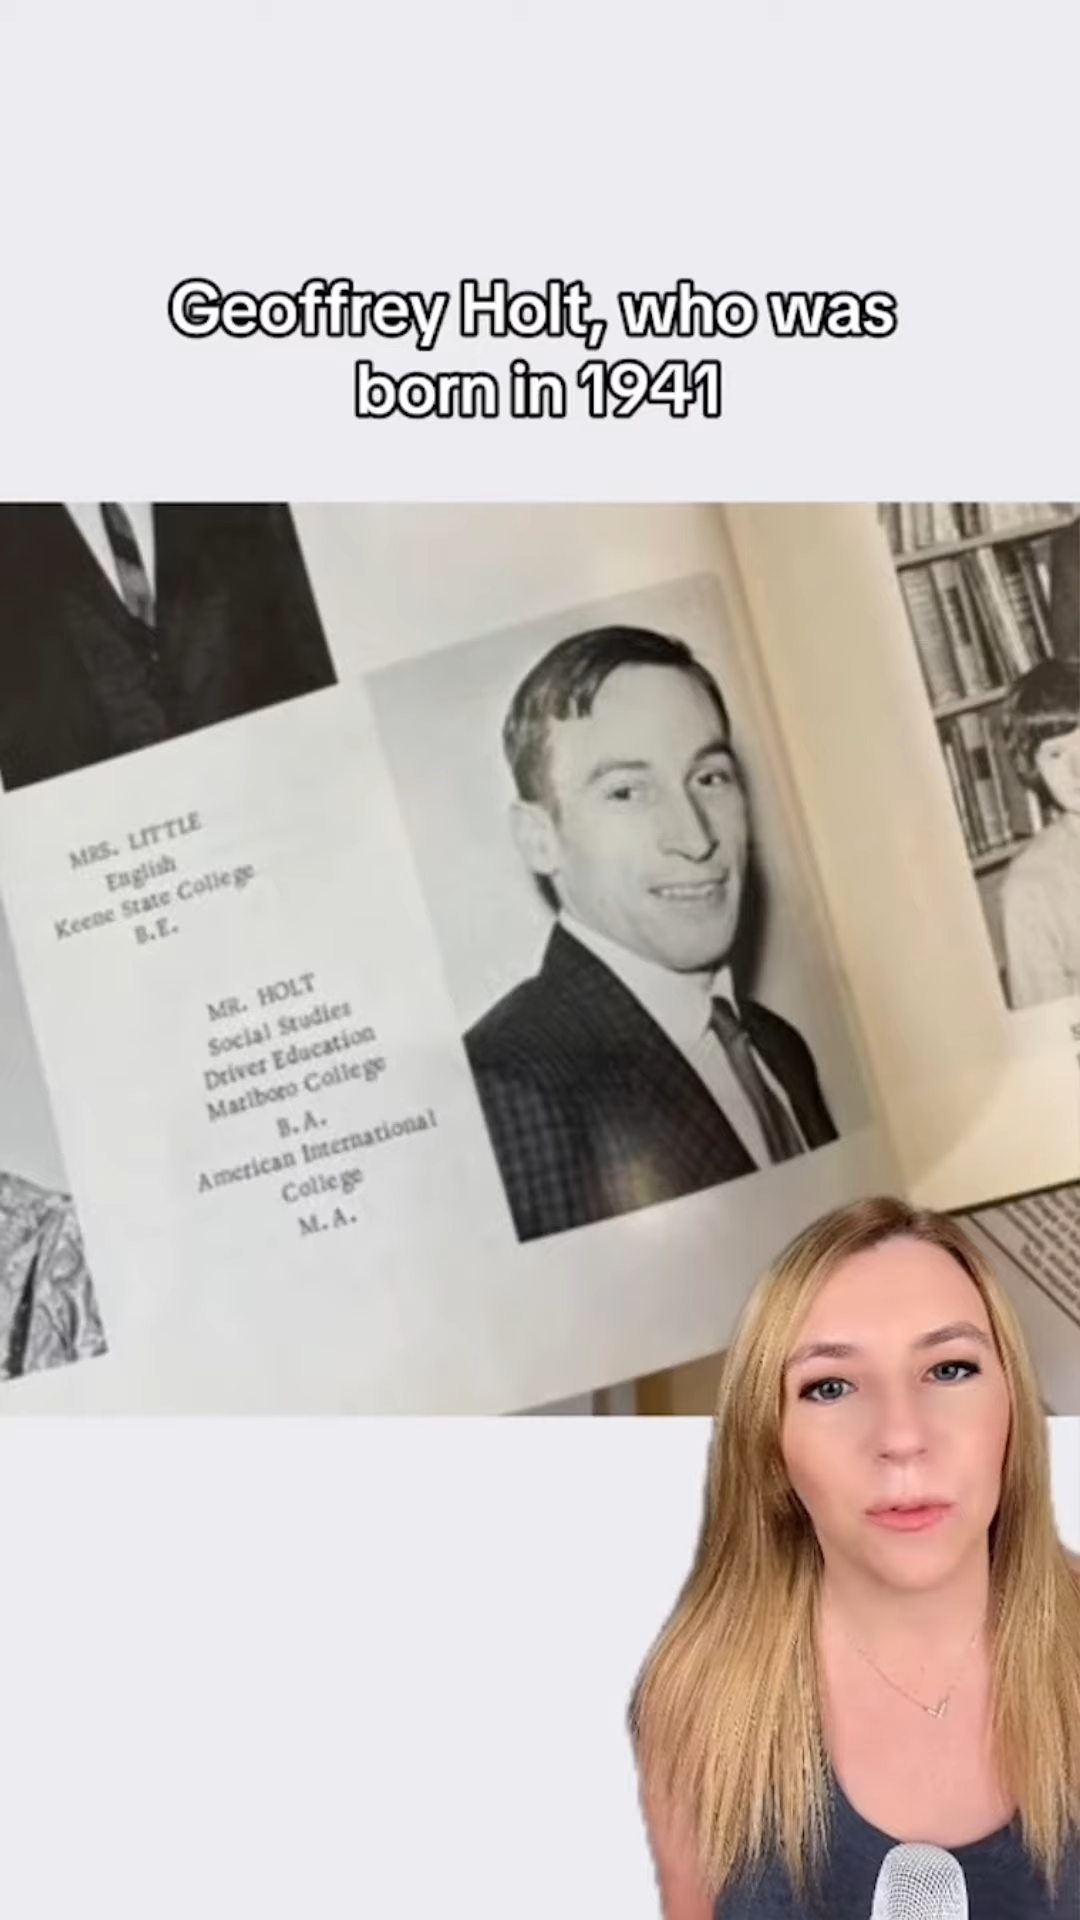 Geoffrey Holt, who was
born in 1941
MRS. LITTLE
English
Keene State College
B.E.
MR. HOLT
Social Studies
Driver Education
Marlboro College
B.A.
American International
College
M.A.